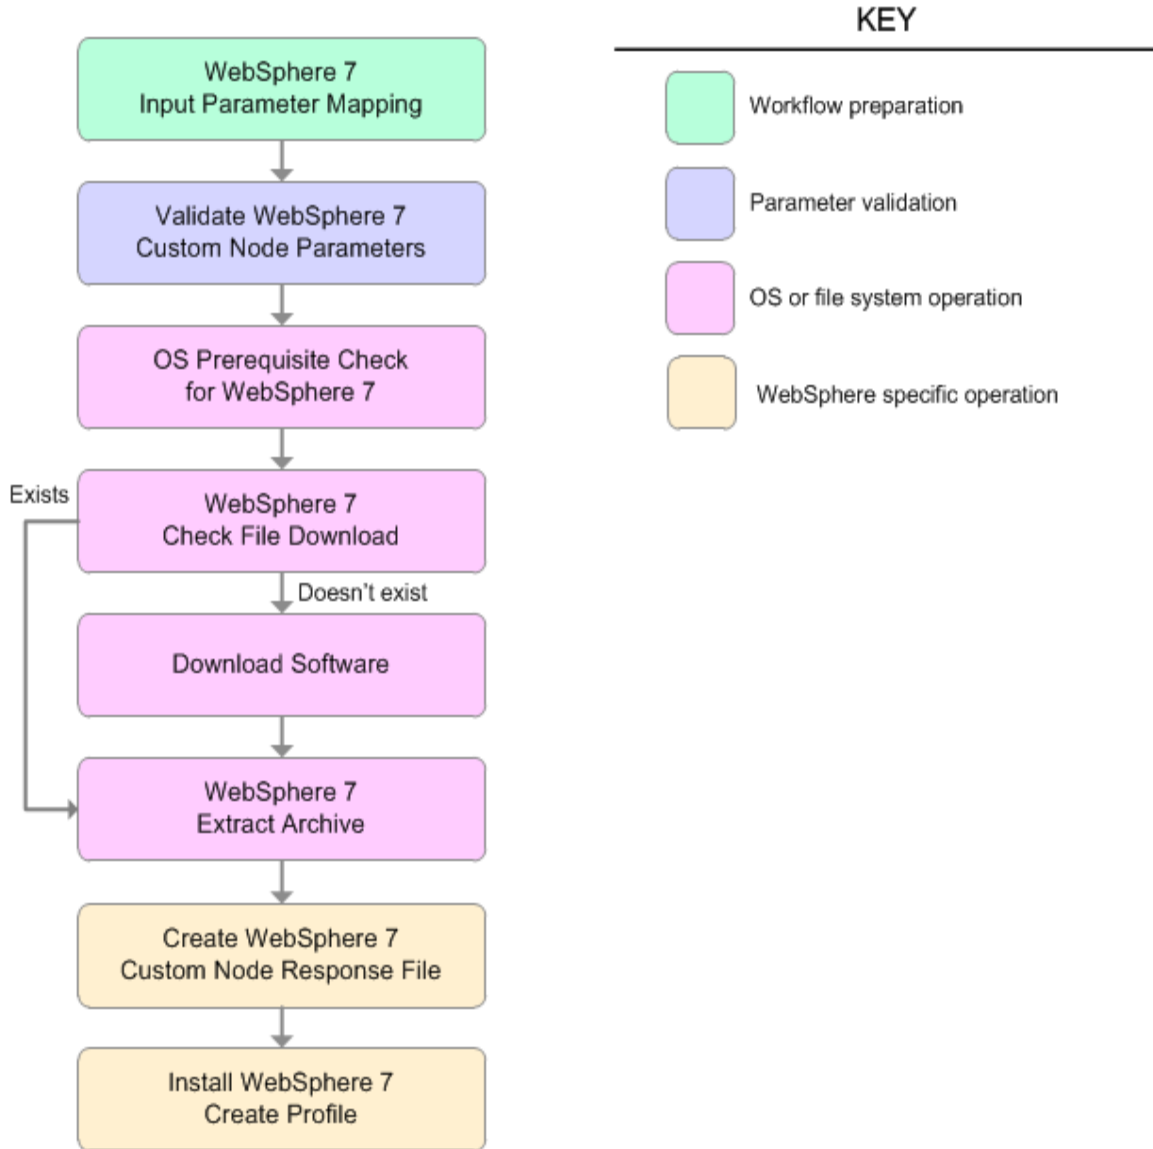 WebSphere 7
Input Parameter Mapping
Validate WebSphere 7
Custom Node Parameters
OS Prerequisite Check
for WebSphere 7
Exists
WebSphere 7
Check File Download
Doesn't exist
Download Software
WebSphere 7
Extract Archive
Create WebSphere 7
Custom Node Response File
Install WebSphere 7
Create Profile
KEY
Workflow preparation
Parameter validation
OS or file system operation
WebSphere specific operation